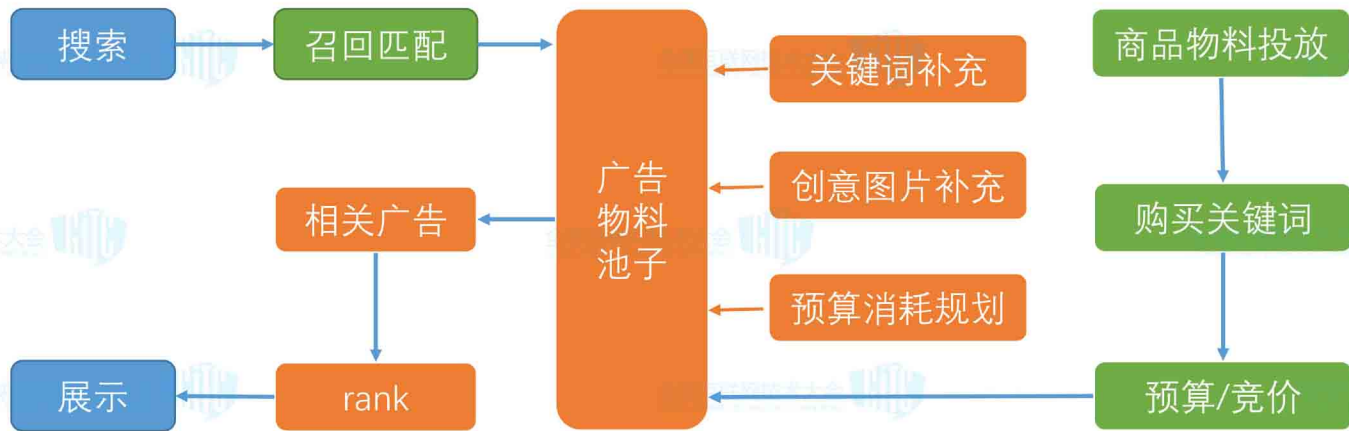 搜索
召回匹配
关键词补充
商品物料投放
广告
物料
池子
创意图片补充
相关广告
购买关键词
预算消耗规划
展示
rank
预算/竞价